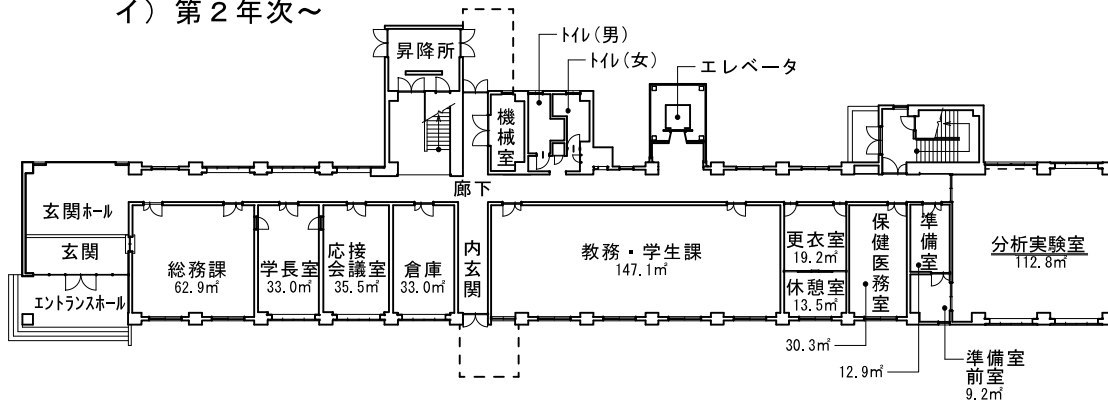 イ）第２年次～
トイレ(男)
トイレ(女)
エレベータ
昇降所
機械室
廊下
玄関ホール
玄関
エントランスホール
総務課
62.9㎡
学長室
33.0㎡
応接
会議室
35.5㎡
倉庫
33.0㎡
内玄関
教務・学生課
147.1㎡
更衣室
19.2㎡
休憩室
13.5㎡
保健医務室
30.3㎡
準備室
12.9㎡
分析実験室
112.8㎡
準備室
前室
9.2㎡